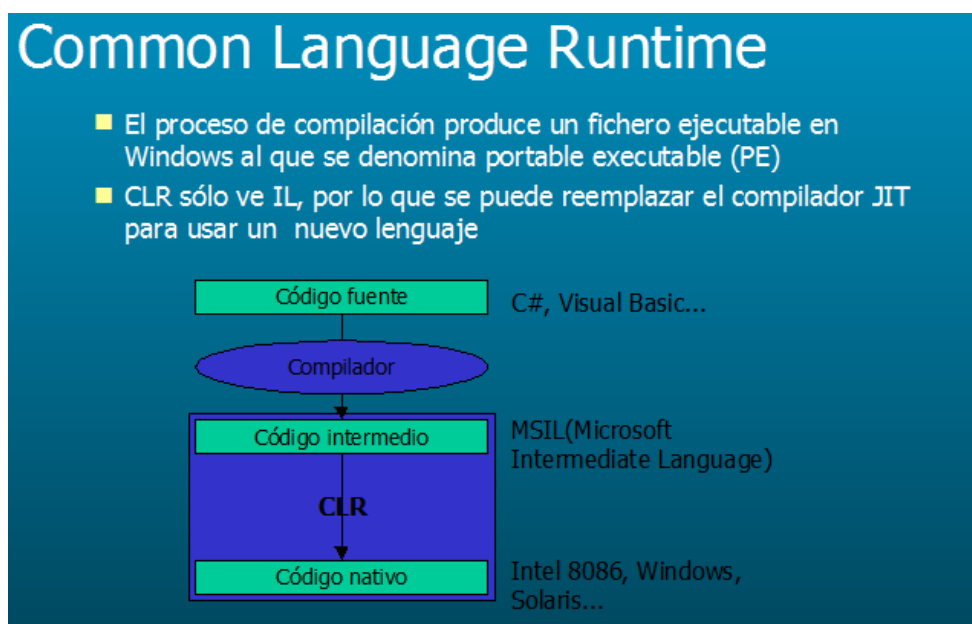 Common Language Runtime
El proceso de compilación produce un fichero ejecutable en
Windows al que se denomina portable executable (PE)
CLR sólo ve IL, por lo que se puede reemplazar el compilador JIT
para usar un nuevo lenguaje
Código fuente
C#, Visual Basic...
Compilador
Código intermedio
MSIL(Microsoft
Intermediate Language)
CLR
Código nativo
Intel 8086, Windows,
Solaris...